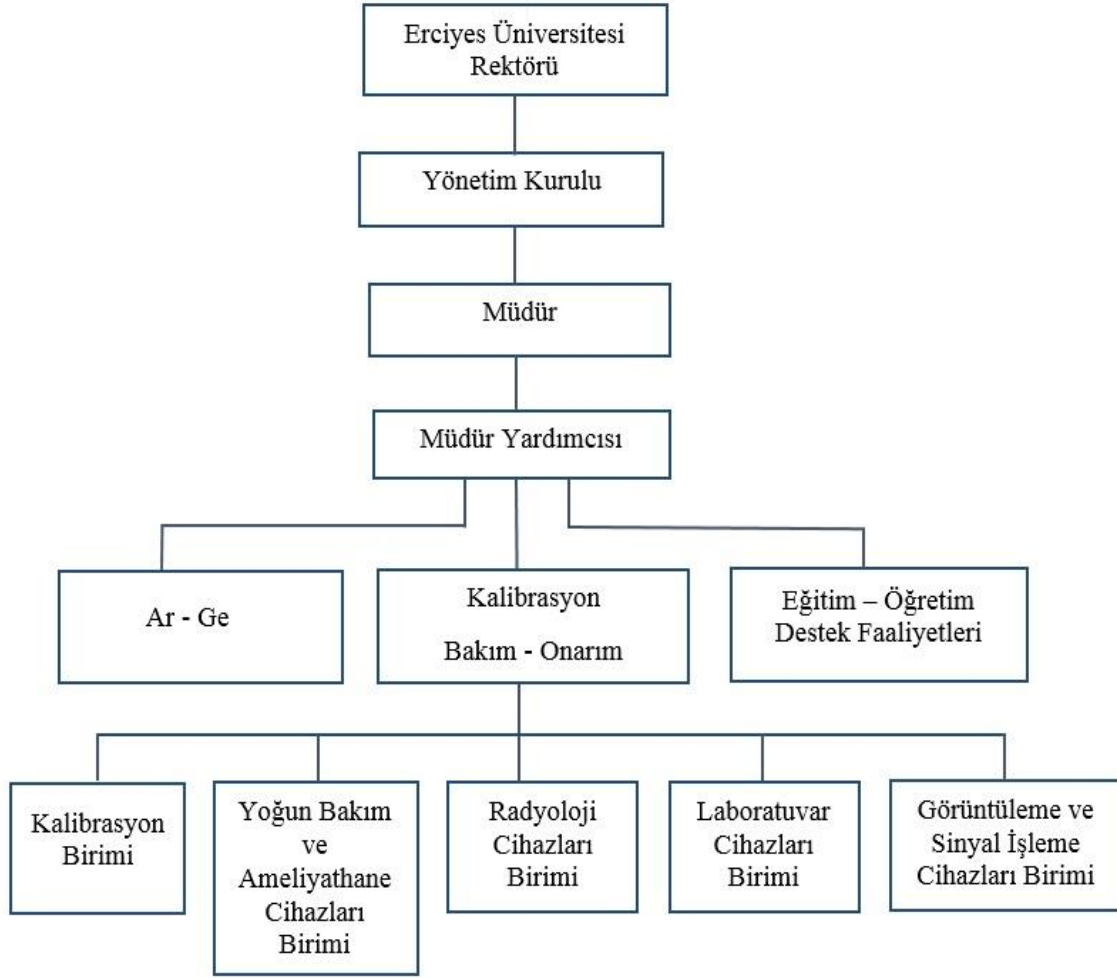 Erciyes Üniversitesi
Rektörü
Yönetim Kurulu
Müdür
Müdür Yardımcısı
Ar - Ge
Kalibrasyon
Bakım - Onarım
Eğitim – Öğretim
Destek Faaliyetleri
Kalibrasyon
Birimi
Yoğun Bakım
ve
Ameliyathane
Cihazları
Birimi
Radyoloji
Cihazları
Birimi
Laboratuvar
Cihazları
Birimi
Görüntüleme ve
Sinyal İşleme
Cihazları Birimi